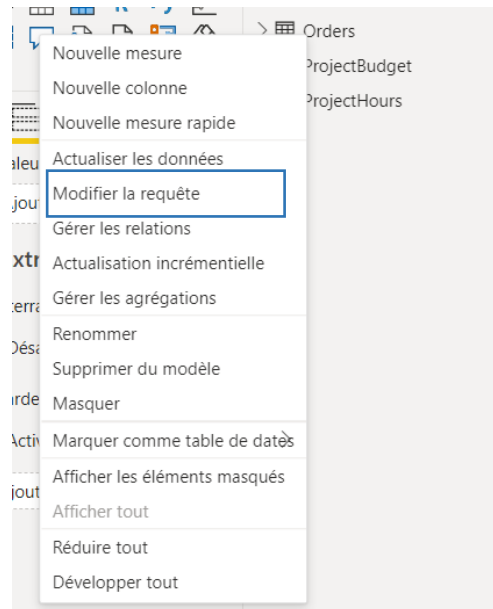 Orders
ProjectBudget
ProjectHours
Nouvelle mesure
Nouvelle colonne
Nouvelle mesure rapide
Actualiser les données
Modifier la requête
Gérer les relations
Actualisation incrémentielle
Gérer les agrégations
Renommer
Supprimer du modèle
Masquer
Marquer comme table de dates
Afficher les éléments masqués
Afficher tout
Réduire tout
Développer tout